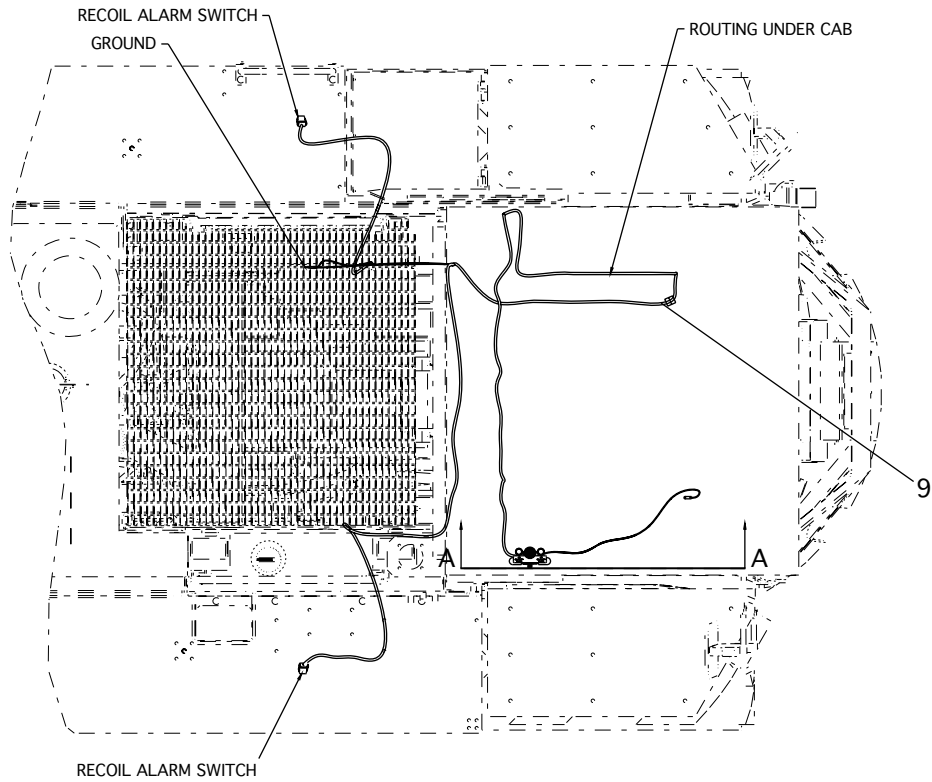 RECOIL ALARM SWITCH
GROUND
ROUTING UNDER CAB
9
A A
RECOIL ALARM SWITCH